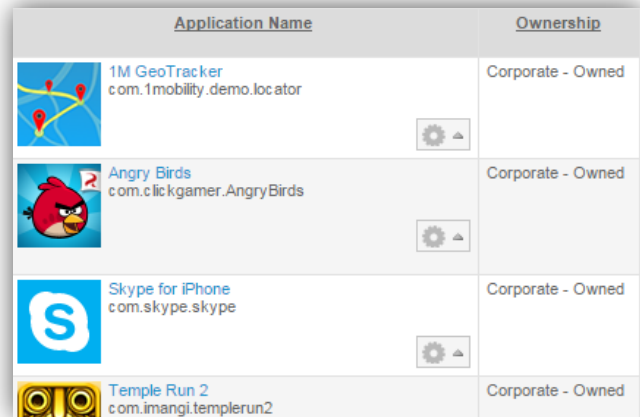 Application Name Ownership
1M GeoTracker Corporate - Owned
com.1mobility.demo.locator
Angry Birds Corporate - Owned
com.clickgamer.AngryBirds
Skype for iPhone Corporate - Owned
com.skype.skype
S
Temple Run 2 Corporate - Owned
com.imangi.templerun2